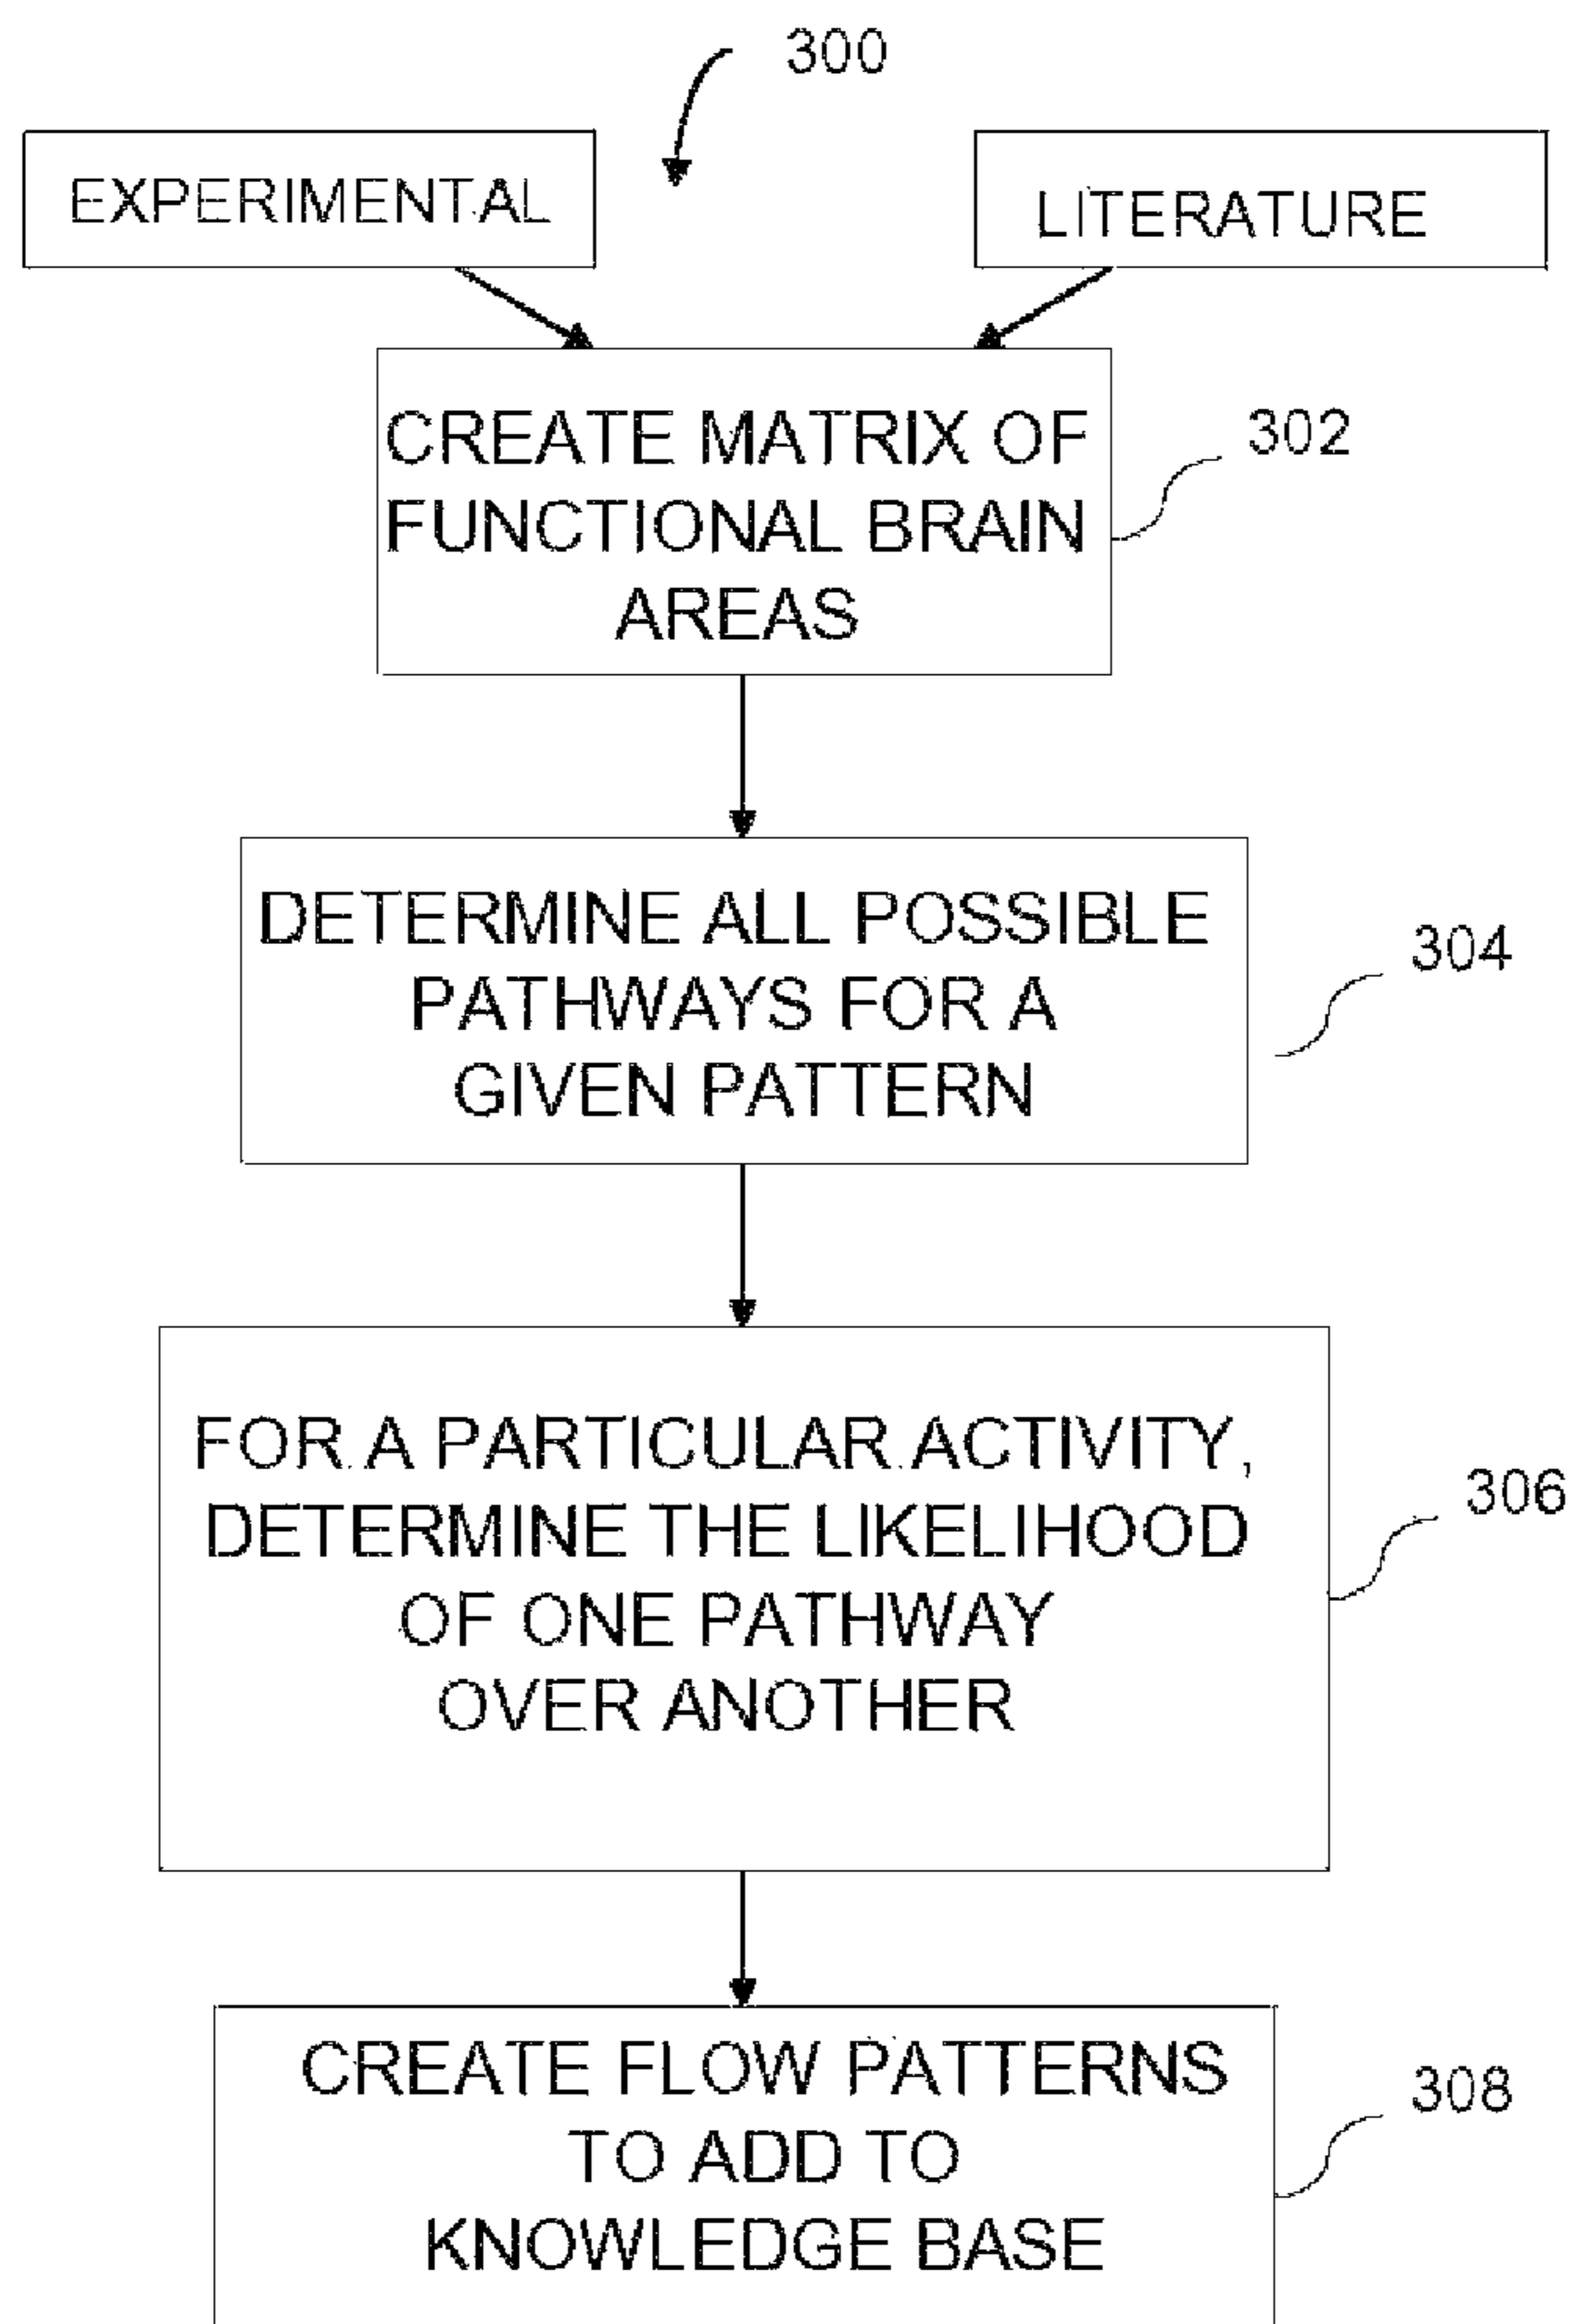 300
EXPERIMENTAL
LITERATURE
CREATE MATRIX OF
FUNCTIONAL BRAIN
AREAS
302
DETERMINE ALL POSSIBLE
PATHWAYS FOR A
GIVEN PATTERN
304
FOR A PARTICULAR ACTIVITY,
DETERMINE THE LIKELIHOOD
OF ONE PATHWAY
OVER ANOTHER
306
CREATE FLOW PATTERNS
TO ADD TO
KNOWLEDGE BASE
308